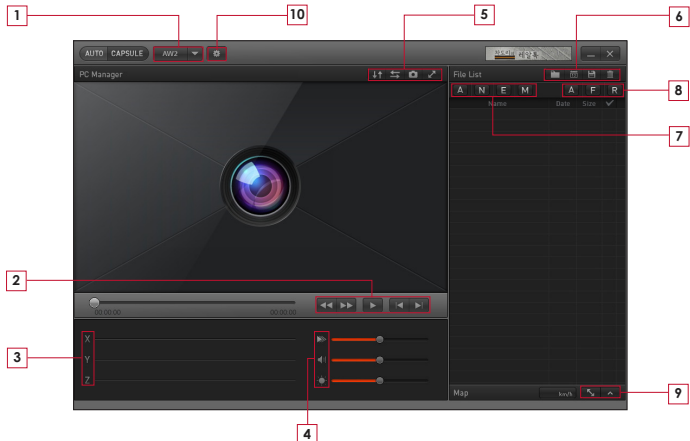 1
10
5
6
AUTO CAPSULE
AW2
PC Manager
File List
A N E M
A F R
8
Name Date Size
7
2
00:00:00
00:00:00
3
X
Y
Z
Map
km/h
9
4